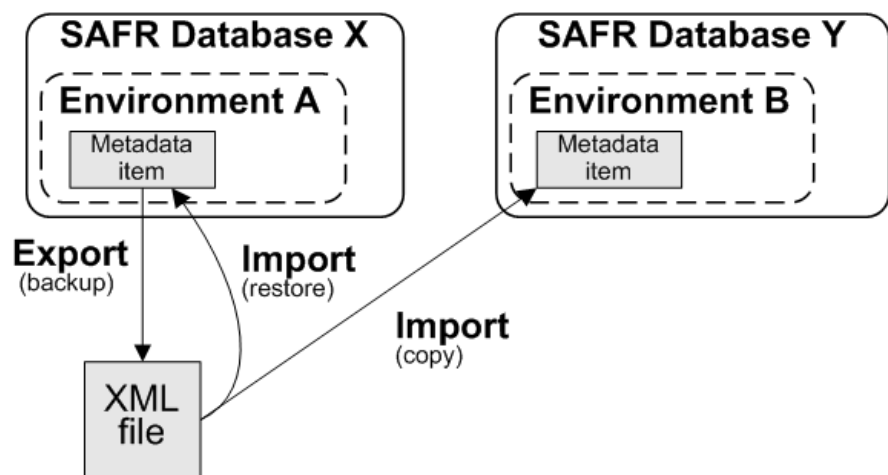 SAFR Database X
SAFR Database Y
Environment A
Environment B
Metadata
item
Metadata
item
Export
(backup)
Import
(restore)
Import
(copy)
XML
file